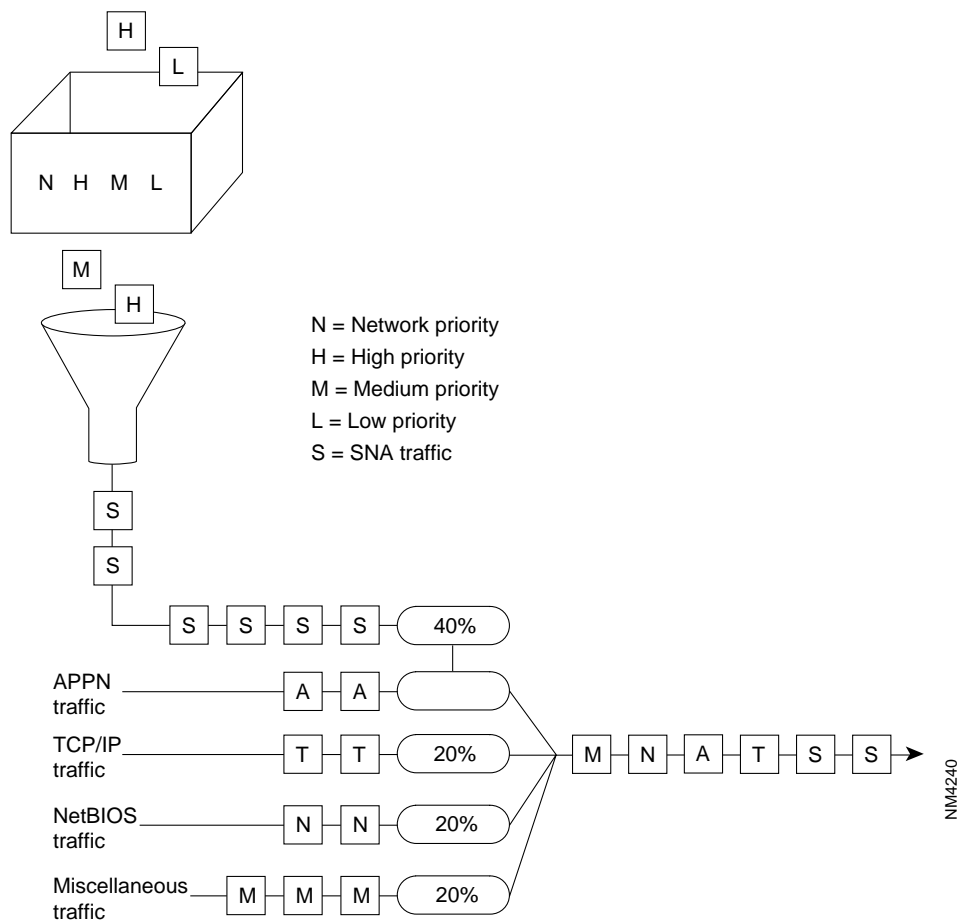 H
L
N H M L
M
H
N = Network priority
H = High priority
M = Medium priority
L = Low priority
S = SNA traffic
S
S
S S S S 40%
APPN
traffic
A A
TCP/IP
traffic
T T 20%
M N A T S S
NetBIOS
traffic
N N 20%
Miscellaneous
traffic
M M M 20%
NM4240